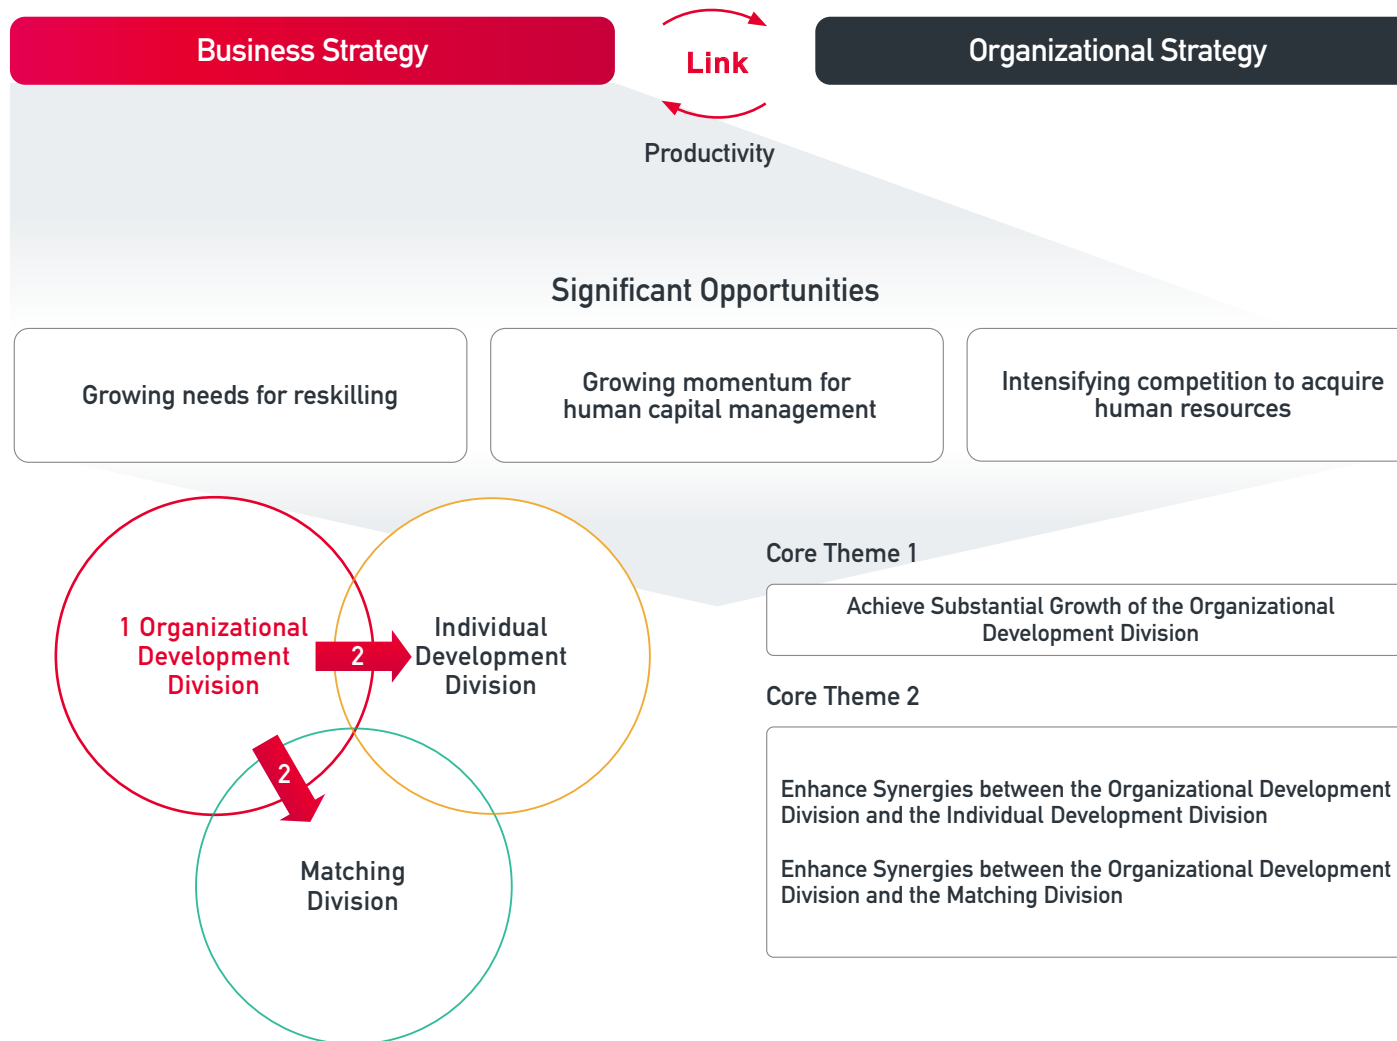 Business Strategy
Link
Organizational Strategy
Productivity
Significant Opportunities
Growing needs for reskilling
Growing momentum for
human capital management
Intensifying competition to acquire
human resources
1 Organizational
Development
Division
2
Individual
Development
Division
2
Matching
Division
Core Theme 1
Achieve Substantial Growth of the Organizational
Development Division
Core Theme 2
Enhance Synergies between the Organizational Development
Division and the Individual Development Division
Enhance Synergies between the Organizational Development
Division and the Matching Division